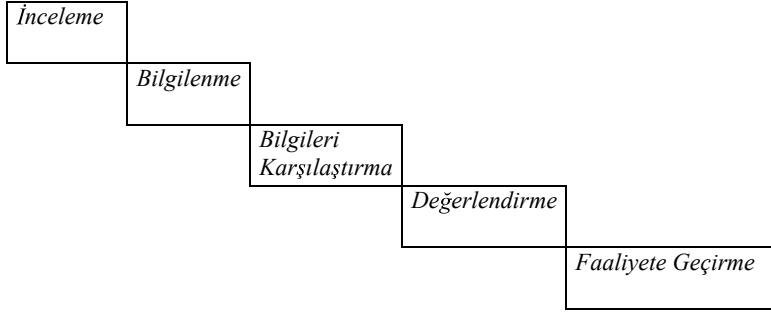 İnceleme
Bilgilenme
Bilgileri
Karşılaştırma
Değerlendirme
Faaliyete Geçirme